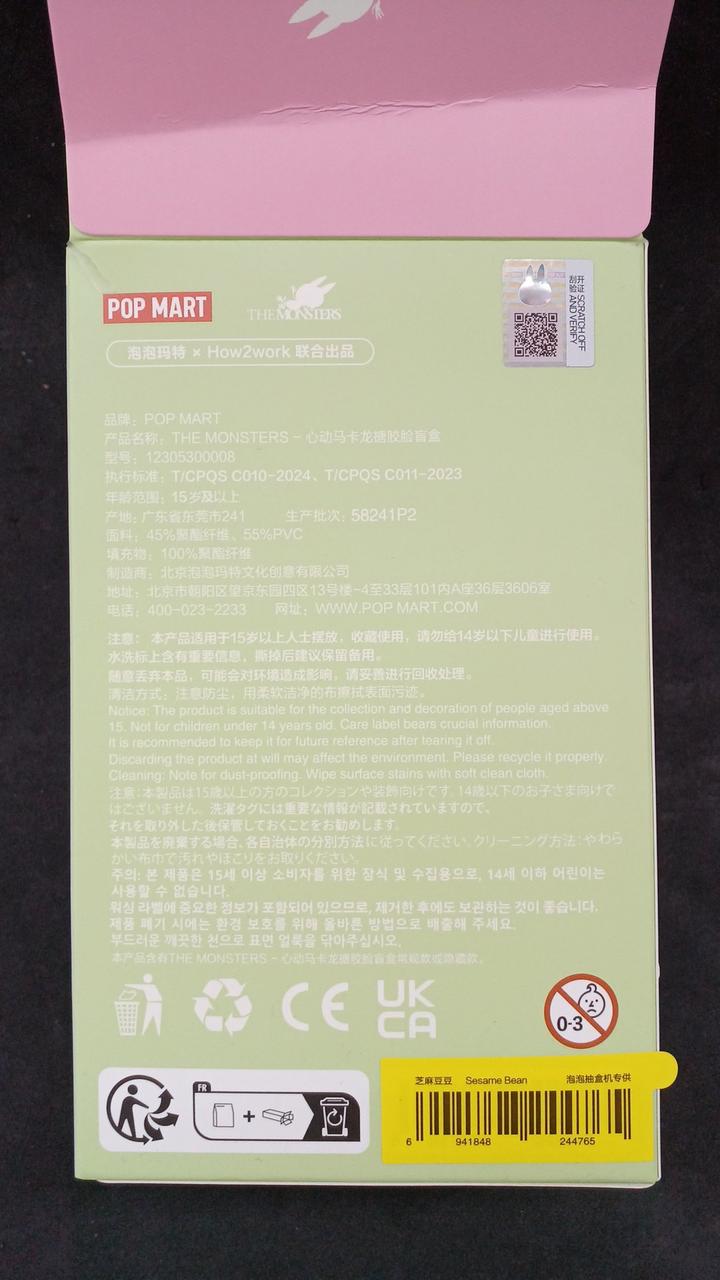 POP MART
THE MONSTERS
开证
刮验
SCRATCH OFF
AND VERIFY
泡泡玛特 × How2work 联合出品
品牌：POP MART
产品名称：THE MONSTERS - 心动马卡龙搪胶脸盲盒
型号：12305300008
执行标准：T/CPQS C010-2024、T/CPQS C011-2023
年龄范围：15岁及以上
产地：广东省东莞市241 生产批次：58241P2
面料：45%聚酯纤维、55%PVC
填充物：100%聚酯纤维
制造商：北京泡泡玛特文化创意有限公司
地址：北京市朝阳区望京东园四区13号楼-4至33层101内A座36层3606室
电话：400-023-2233 网址：WWW.POPMART.COM
注意： 本产品适用于15岁以上人士摆放，收藏使用，请勿给14岁以下儿童进行使用。
水洗标上含有重要信息，撕掉后建议保留备用。
随意丢弃本品，可能会对环境造成影响，请妥善进行回收处理。
清洁方式：注意防尘，用柔软洁净的布擦拭表面污迹。
Notice: The product is suitable for the collection and decoration of people aged above
15. Not for children under 14 years old. Care label bears crucial information.
It is recommended to keep it for future reference after tearing it off.
Discarding the product at will may affect the environment. Please recycle it properly.
Cleaning: Note for dust-proofing. Wipe surface stains with soft clean cloth.
注意：本製品は15歳以上の方のコレクションや装飾向けです。14歳以下のお子さま向けで
はございません。洗濯タグには重要な情報が記載されていますので、
それを取り外した後保管しておくことをお勧めします。
本製品を廃棄する場合、各自治体の分別方法に従ってください。クリーニング方法：やわら
かい布巾で汚れやほこりをお取りください。
주의: 본 제품은 15세 이상 소비자를 위한 장식 및 수집용으로, 14세 이하 어린이는
사용할 수 없습니다.
워싱 라벨에 중요한 정보가 포함되어 있으므로, 제거한 후에도 보관하는 것이 좋습니다.
제품 폐기 시에는 환경 보호를 위해 올바른 방법으로 배출해 주세요.
부드러운 깨끗한 천으로 표면 얼룩을 닦아주십시오.
本产品含有THE MONSTERS - 心动马卡龙搪胶脸盲盒常规款或隐藏款。
CE
UK
CA
0-3
FR
芝麻豆豆 Sesame Bean 泡泡抽盒机专供
6 941848 244765